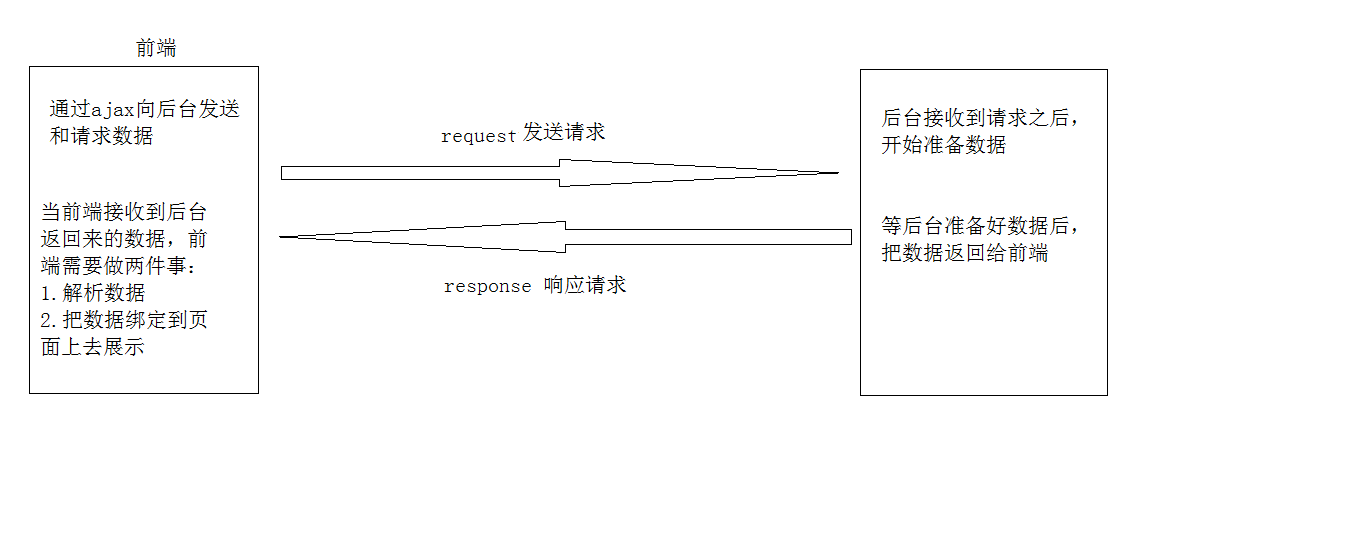 前端
通过ajax向后台发送
和请求数据
当前端接收到后台
返回来的数据，前
端需要做两件事：
1.解析数据
2.把数据绑定到页
面上去展示
request 发送请求
response 响应请求
后台接收到请求之后，
开始准备数据
等后台准备好数据后，
把数据返回给前端